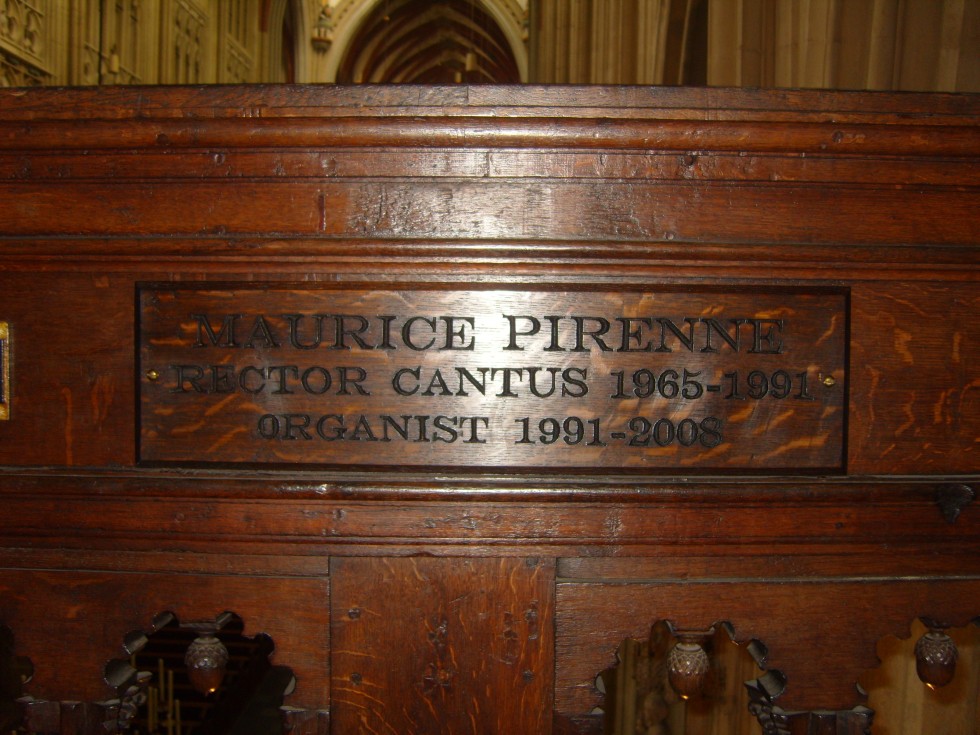 MAURICE PIRENNE
RECTOR CANTUS 1965-1991
ORGANIST 1991-2008